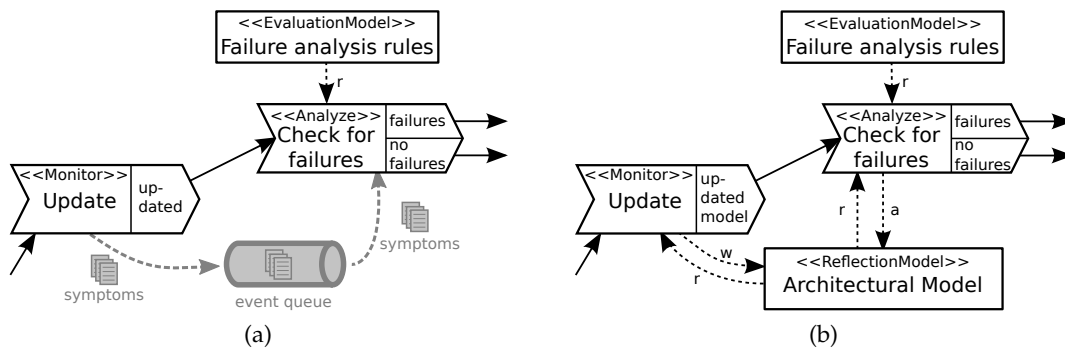 <<EvaluationModel>>
Failure analysis rules
r
<<Analyze>>
Check for
failures
failures
no
failures
<<Monitor>>
Update
up-
dated
symptoms
symptoms
event queue
(a)
<<EvaluationModel>>
Failure analysis rules
r
<<Analyze>>
Check for
failures
failures
no
failures
<<Monitor>>
Update
up-
dated
model
r
a
w
r
<<ReflectionModel>>
Architectural Model
(b)